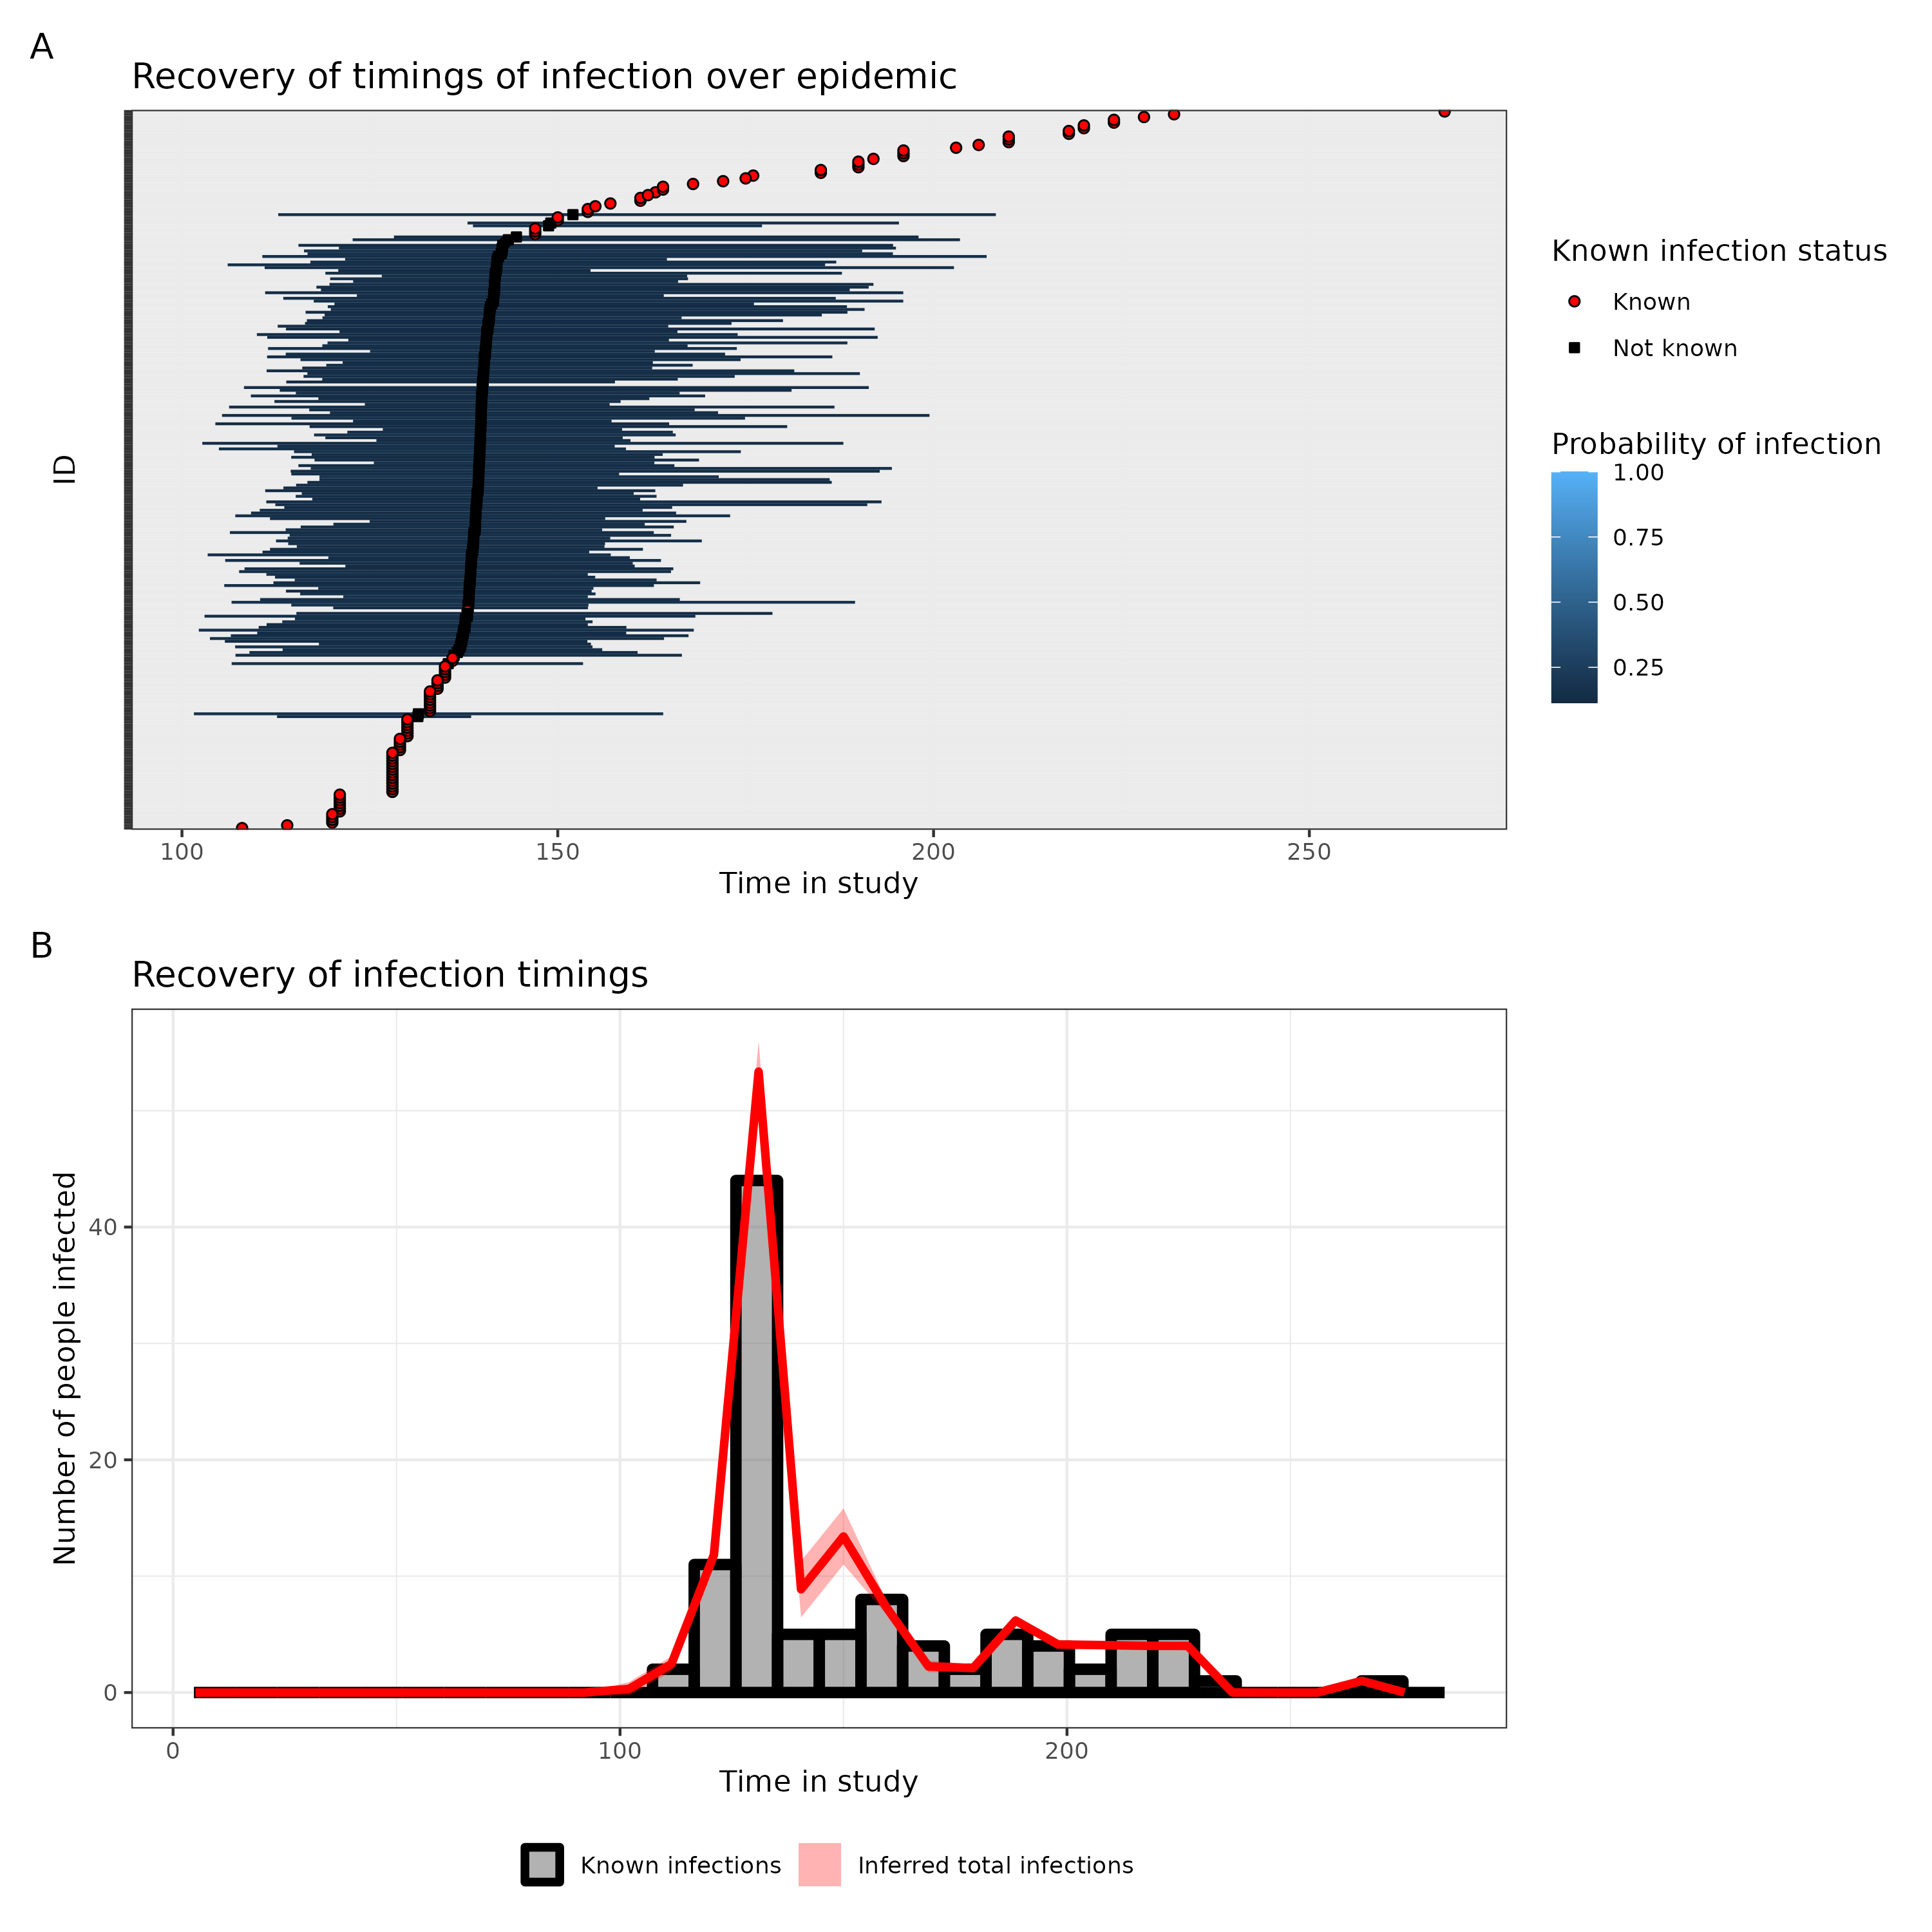 A
Recovery of timings of infection over epidemic
ID
100 150 200 250
Time in study
Known infection status
Known
Not known
Probability of infection
1.00
0.75
0.50
0.25
B
Recovery of infection timings
Number of people infected
40
20
0
0 100 200
Time in study
Known infections Inferred total infections